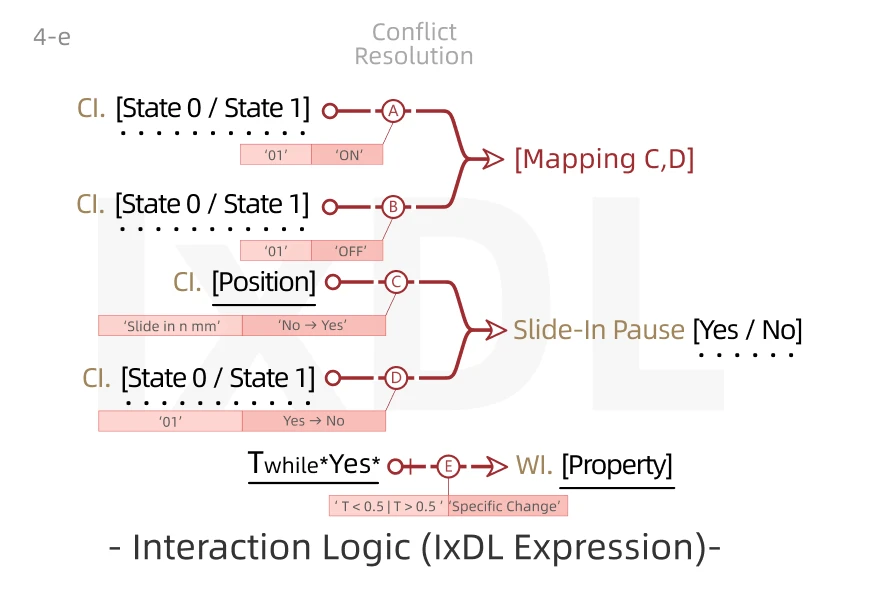 4-e
Conflict
Resolution
CI. [State 0 / State 1]
A
'01' 'ON'
[Mapping C,D]
CI. [State 0 / State 1]
B
'01' 'OFF'
CI. [Position]
C
'Slide in n mm' 'No → Yes'
Slide-In Pause [Yes / No]
CI. [State 0 / State 1]
D
'01' Yes → No
Twhile*Yes*
E
WI. [Property]
' T < 0.5 | T > 0.5 ' 'Specific Change'
IxDL
- Interaction Logic (IxDL Expression)-